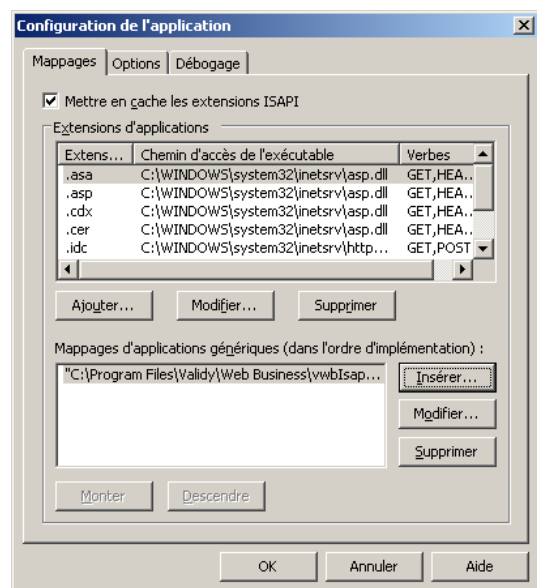 Configuration de l'application
Mappages Options Débogage
Mettre en cache les extensions ISAPI
Extensions d'applications
Extens... Chemin d'accès de l'exécutable Verbes
.asa C:\WINDOWS\system32\inetsrv\asp.dll GET,HEA..
.asp C:\WINDOWS\system32\inetsrv\asp.dll GET,HEA..
.cdx C:\WINDOWS\system32\inetsrv\asp.dll GET,HEA..
.cer C:\WINDOWS\system32\inetsrv\asp.dll GET,HEA..
.idc C:\WINDOWS\system32\inetsrv\http... GET,POST
Ajouter... Modifier... Supprimer
Mappages d'applications génériques (dans l'ordre d'implémentation) :
"C:\Program Files\Validy\Web Business\vwbIsap...
Insérer...
Modifier...
Supprimer
Monter Descendre
OK Annuler Aide